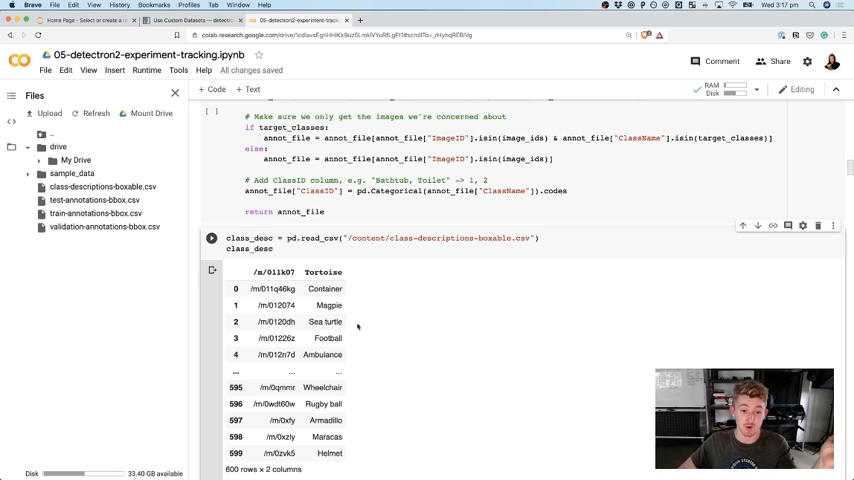 Brave File Edit View History Bookmarks Profiles Tab Window Help
Wed 3:17 pm
Home Page - Select or create a n
Use Custom Datasets — detectro
05-detectron2-experiment-track
05-detectron2-experiment-tracking.ipynb
Comment
Share
File Edit View Insert Runtime Tools Help All changes saved
Files
+ Code + Text
RAM
Disk
Editing
Upload Refresh Mount Drive
..
drive
My Drive
sample_data
class-descriptions-boxable.csv
test-annotations-bbox.csv
train-annotations-bbox.csv
validation-annotations-bbox.csv
Disk
33.40 GB available
[ ]
# Make sure we only get the images we're concerned about
if target_classes:
annot_file = annot_file[annot_file["ImageID"].isin(image_ids) & annot_file["ClassName"].isin(target_classes)]
else:
annot_file = annot_file[annot_file["ImageID"].isin(image_ids)]
# Add ClassID column, e.g. "Bathtub, Toilet" -> 1, 2
annot_file["ClassID"] = pd.Categorical(annot_file["ClassName"]).codes
return annot_file
class_desc = pd.read_csv("/content/class-descriptions-boxable.csv")
class_desc
/m/011k07 Tortoise
0 /m/011q46kg Container
1 /m/012074 Magpie
2 /m/0120dh Sea turtle
3 /m/01226z Football
4 /m/012n7d Ambulance
... ... ...
595 /m/0qmmr Wheelchair
596 /m/0wdt60w Rugby ball
597 /m/0xfy Armadillo
598 /m/0xzly Maracas
599 /m/0zvk5 Helmet
600 rows × 2 columns